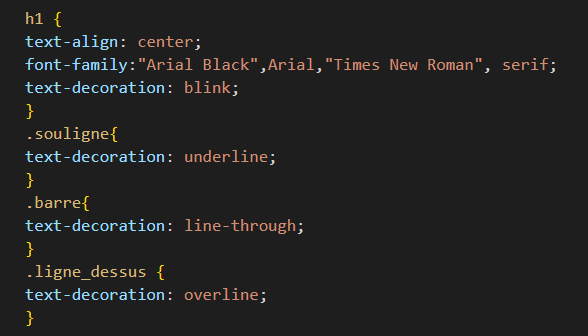 h1 {
text-align: center;
font-family:"Arial Black",Arial,"Times New Roman", serif;
text-decoration: blink;
}
.souligne{
text-decoration: underline;
}
.barre{
text-decoration: line-through;
}
.ligne_dessus {
text-decoration: overline;
}